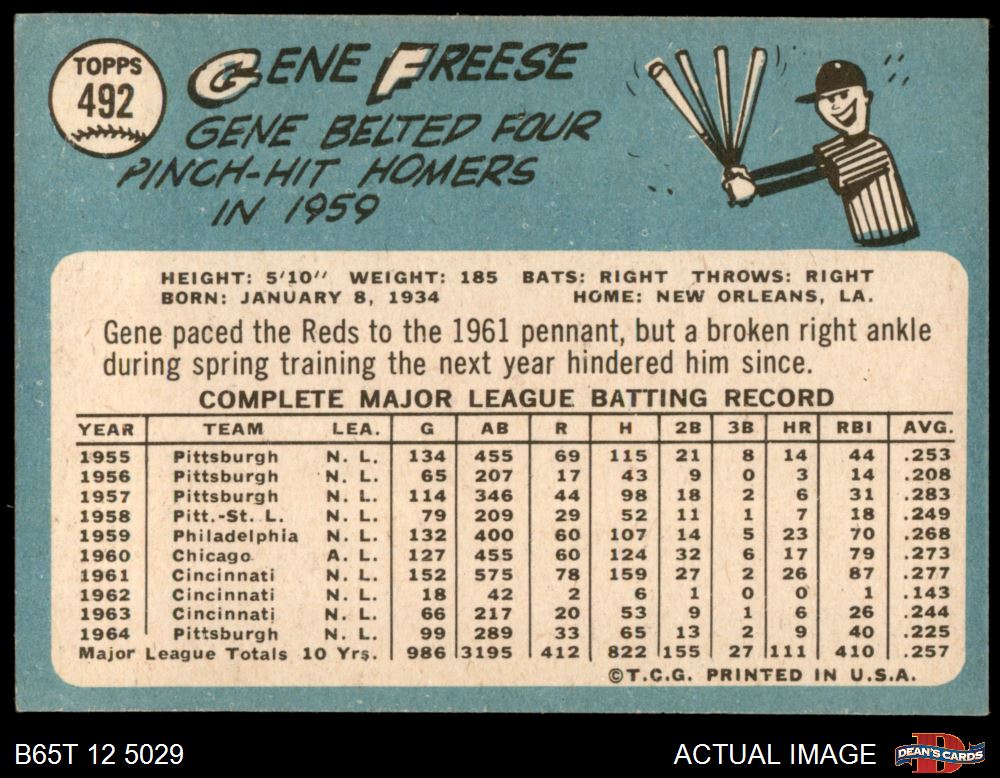 TOPPS
492
GENE FREESE
GENE BELTED FOUR
PINCH-HIT HOMERS
IN 1959
HEIGHT: 5'10" WEIGHT: 185 BATS: RIGHT THROWS: RIGHT
BORN: JANUARY 8, 1934 HOME: NEW ORLEANS, LA.
Gene paced the Reds to the 1961 pennant, but a broken right ankle
during spring training the next year hindered him since.
COMPLETE MAJOR LEAGUE BATTING RECORD
YEAR TEAM LEA. G AB R H 2B 3B HR RBI AVG.
1955 Pittsburgh N. L. 134 455 69 115 21 8 14 44 .253
1956 Pittsburgh N. L. 65 207 17 43 9 0 3 14 .208
1957 Pittsburgh N. L. 114 346 44 98 18 2 6 31 .283
1958 Pitt.-St. L. N. L. 79 209 29 52 11 1 7 18 .249
1959 Philadelphia N. L. 132 400 60 107 14 5 23 70 .268
1960 Chicago A. L. 127 455 60 124 32 6 17 79 .273
1961 Cincinnati N. L. 152 575 78 159 27 2 26 87 .277
1962 Cincinnati N. L. 18 42 2 6 1 0 0 1 .143
1963 Cincinnati N. L. 66 217 20 53 9 1 6 26 .244
1964 Pittsburgh N. L. 99 289 33 65 13 2 9 40 .225
Major League Totals 10 Yrs. 986 3195 412 822 155 27 111 410 .257
©T.C.G. PRINTED IN U.S.A.
B65T 12 5029 ACTUAL IMAGE
DEAN'S CARDS